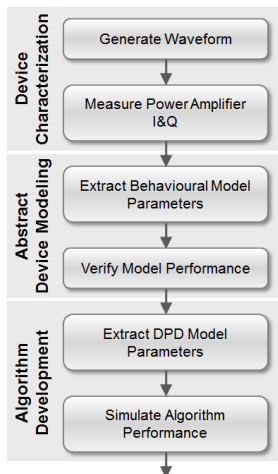 Device
Characterization
Generate Waveform
Measure Power Amplifier
I&Q
Abstract
Device Modeling
Extract Behavioural Model
Parameters
Verify Model Performance
Algorithm
Development
Extract DPD Model
Parameters
Simulate Algorithm
Performance